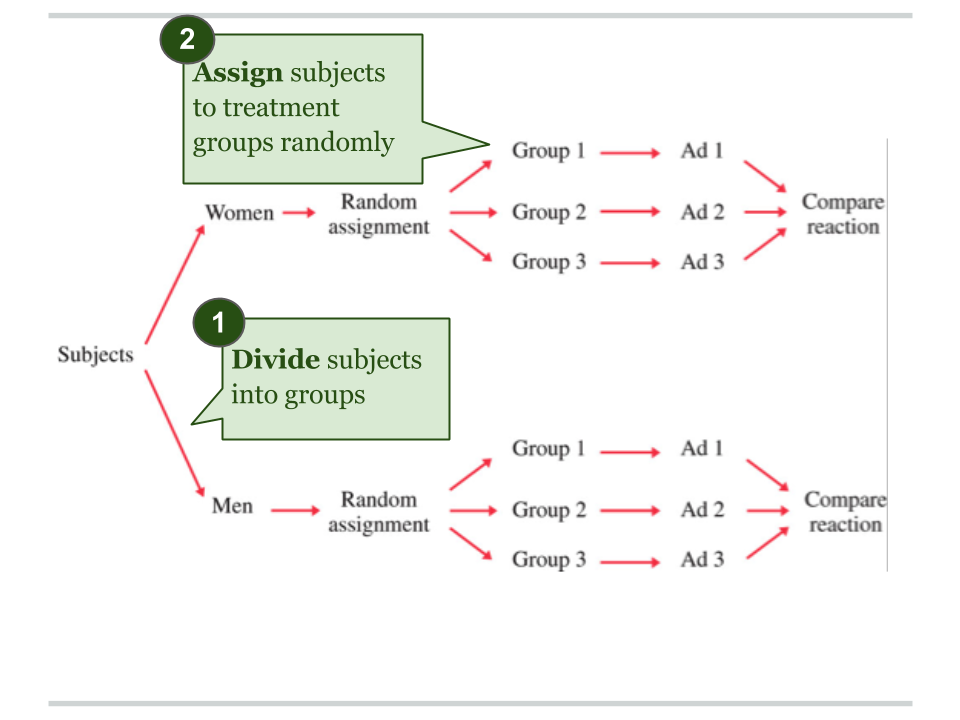 2
Assign subjects
to treatment
groups randomly
Group 1 Ad 1
Women Random
assignment Group 2 Ad 2 Compare
reaction
Group 3 Ad 3
1
Divide subjects
into groups
Subjects
Group 1 Ad 1
Men Random
assignment Group 2 Ad 2 Compare
reaction
Group 3 Ad 3